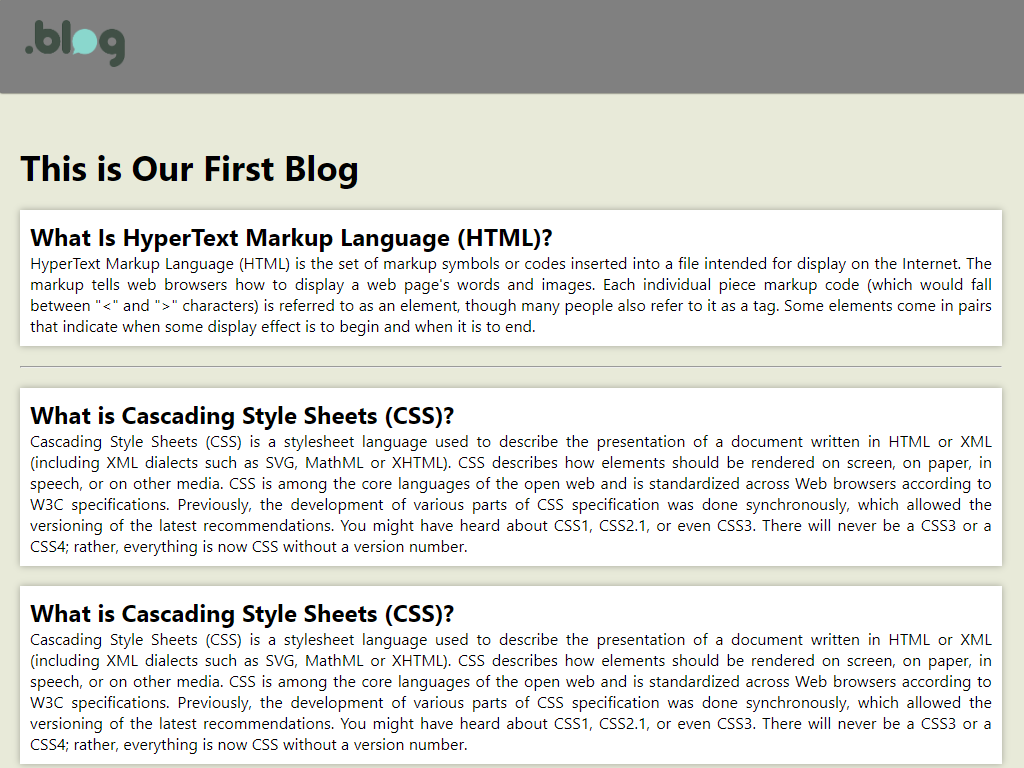 .blog
This is Our First Blog
What Is HyperText Markup Language (HTML)?
HyperText Markup Language (HTML) is the set of markup symbols or codes inserted into a file intended for display on the Internet. The
markup tells web browsers how to display a web page's words and images. Each individual piece markup code (which would fall
between "<" and ">" characters) is referred to as an element, though many people also refer to it as a tag. Some elements come in pairs
that indicate when some display effect is to begin and when it is to end.
What is Cascading Style Sheets (CSS)?
Cascading Style Sheets (CSS) is a stylesheet language used to describe the presentation of a document written in HTML or XML
(including XML dialects such as SVG, MathML or XHTML). CSS describes how elements should be rendered on screen, on paper, in
speech, or on other media. CSS is among the core languages of the open web and is standardized across Web browsers according to
W3C specifications. Previously, the development of various parts of CSS specification was done synchronously, which allowed the
versioning of the latest recommendations. You might have heard about CSS1, CSS2.1, or even CSS3. There will never be a CSS3 or a
CSS4; rather, everything is now CSS without a version number.
What is Cascading Style Sheets (CSS)?
Cascading Style Sheets (CSS) is a stylesheet language used to describe the presentation of a document written in HTML or XML
(including XML dialects such as SVG, MathML or XHTML). CSS describes how elements should be rendered on screen, on paper, in
speech, or on other media. CSS is among the core languages of the open web and is standardized across Web browsers according to
W3C specifications. Previously, the development of various parts of CSS specification was done synchronously, which allowed the
versioning of the latest recommendations. You might have heard about CSS1, CSS2.1, or even CSS3. There will never be a CSS3 or a
CSS4; rather, everything is now CSS without a version number.